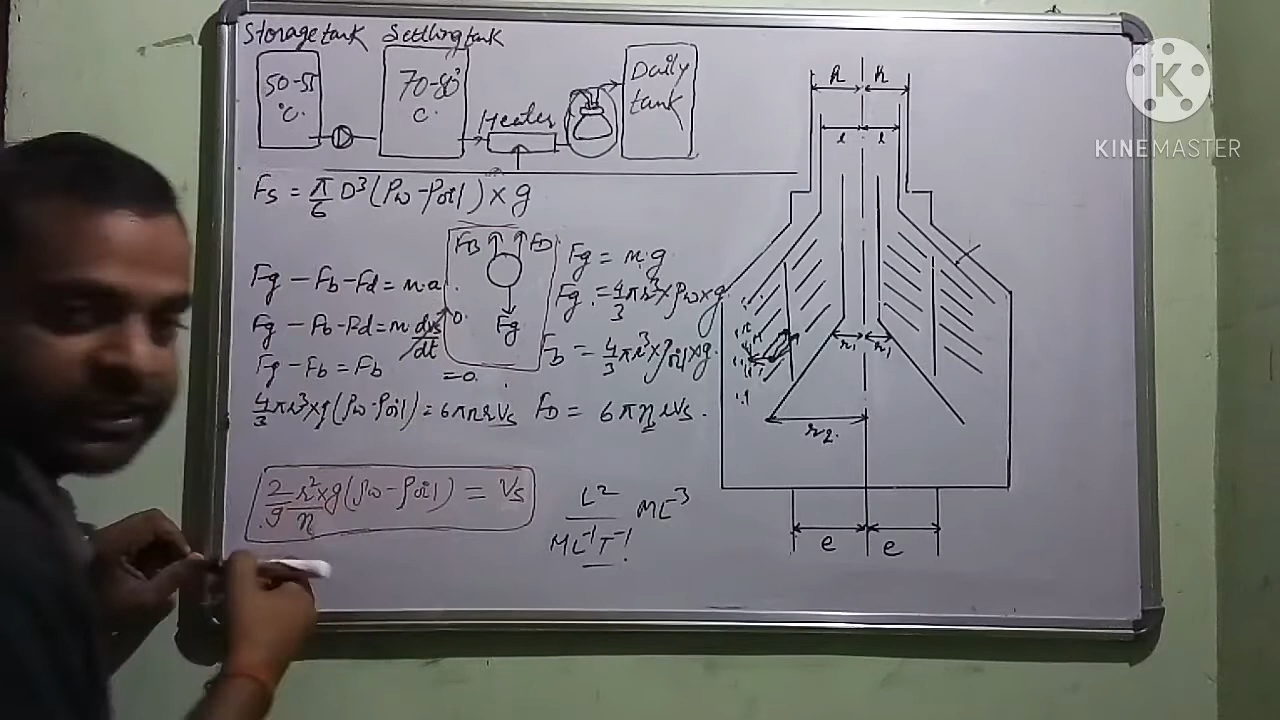 Storage tank Settling tank
50-55 °C.
70-80° C.
Heater
Daily tank
Fs = π/6 D³ (ρw - ρoil) × g
Fg - Fb - Fd = m.a
Fg - Fb - Fd = m dv/dt
0.
= 0.
Fg - Fb = Fb
4/3 πr³ × g (ρw - ρoil) = 6πηrVs
FB FD
Fg
Fg = m.g
Fg = 4/3 πr³ × ρw × g
FB = 4/3 πr³ × ρoil × g.
FD = 6πηrVs.
2/9 r²/η × g (ρw - ρoil) = Vs
L² / ML⁻¹T⁻¹ ML⁻³
R R
l l
r1 r1
r2.
e e
K
KINEMASTER